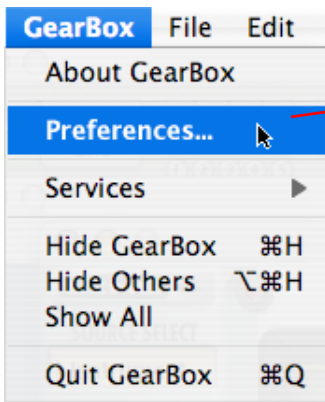 GearBox File Edit
About GearBox
Preferences...
Services
Hide GearBox ⌘H
Hide Others ⌥⌘H
Show All
Quit GearBox ⌘Q